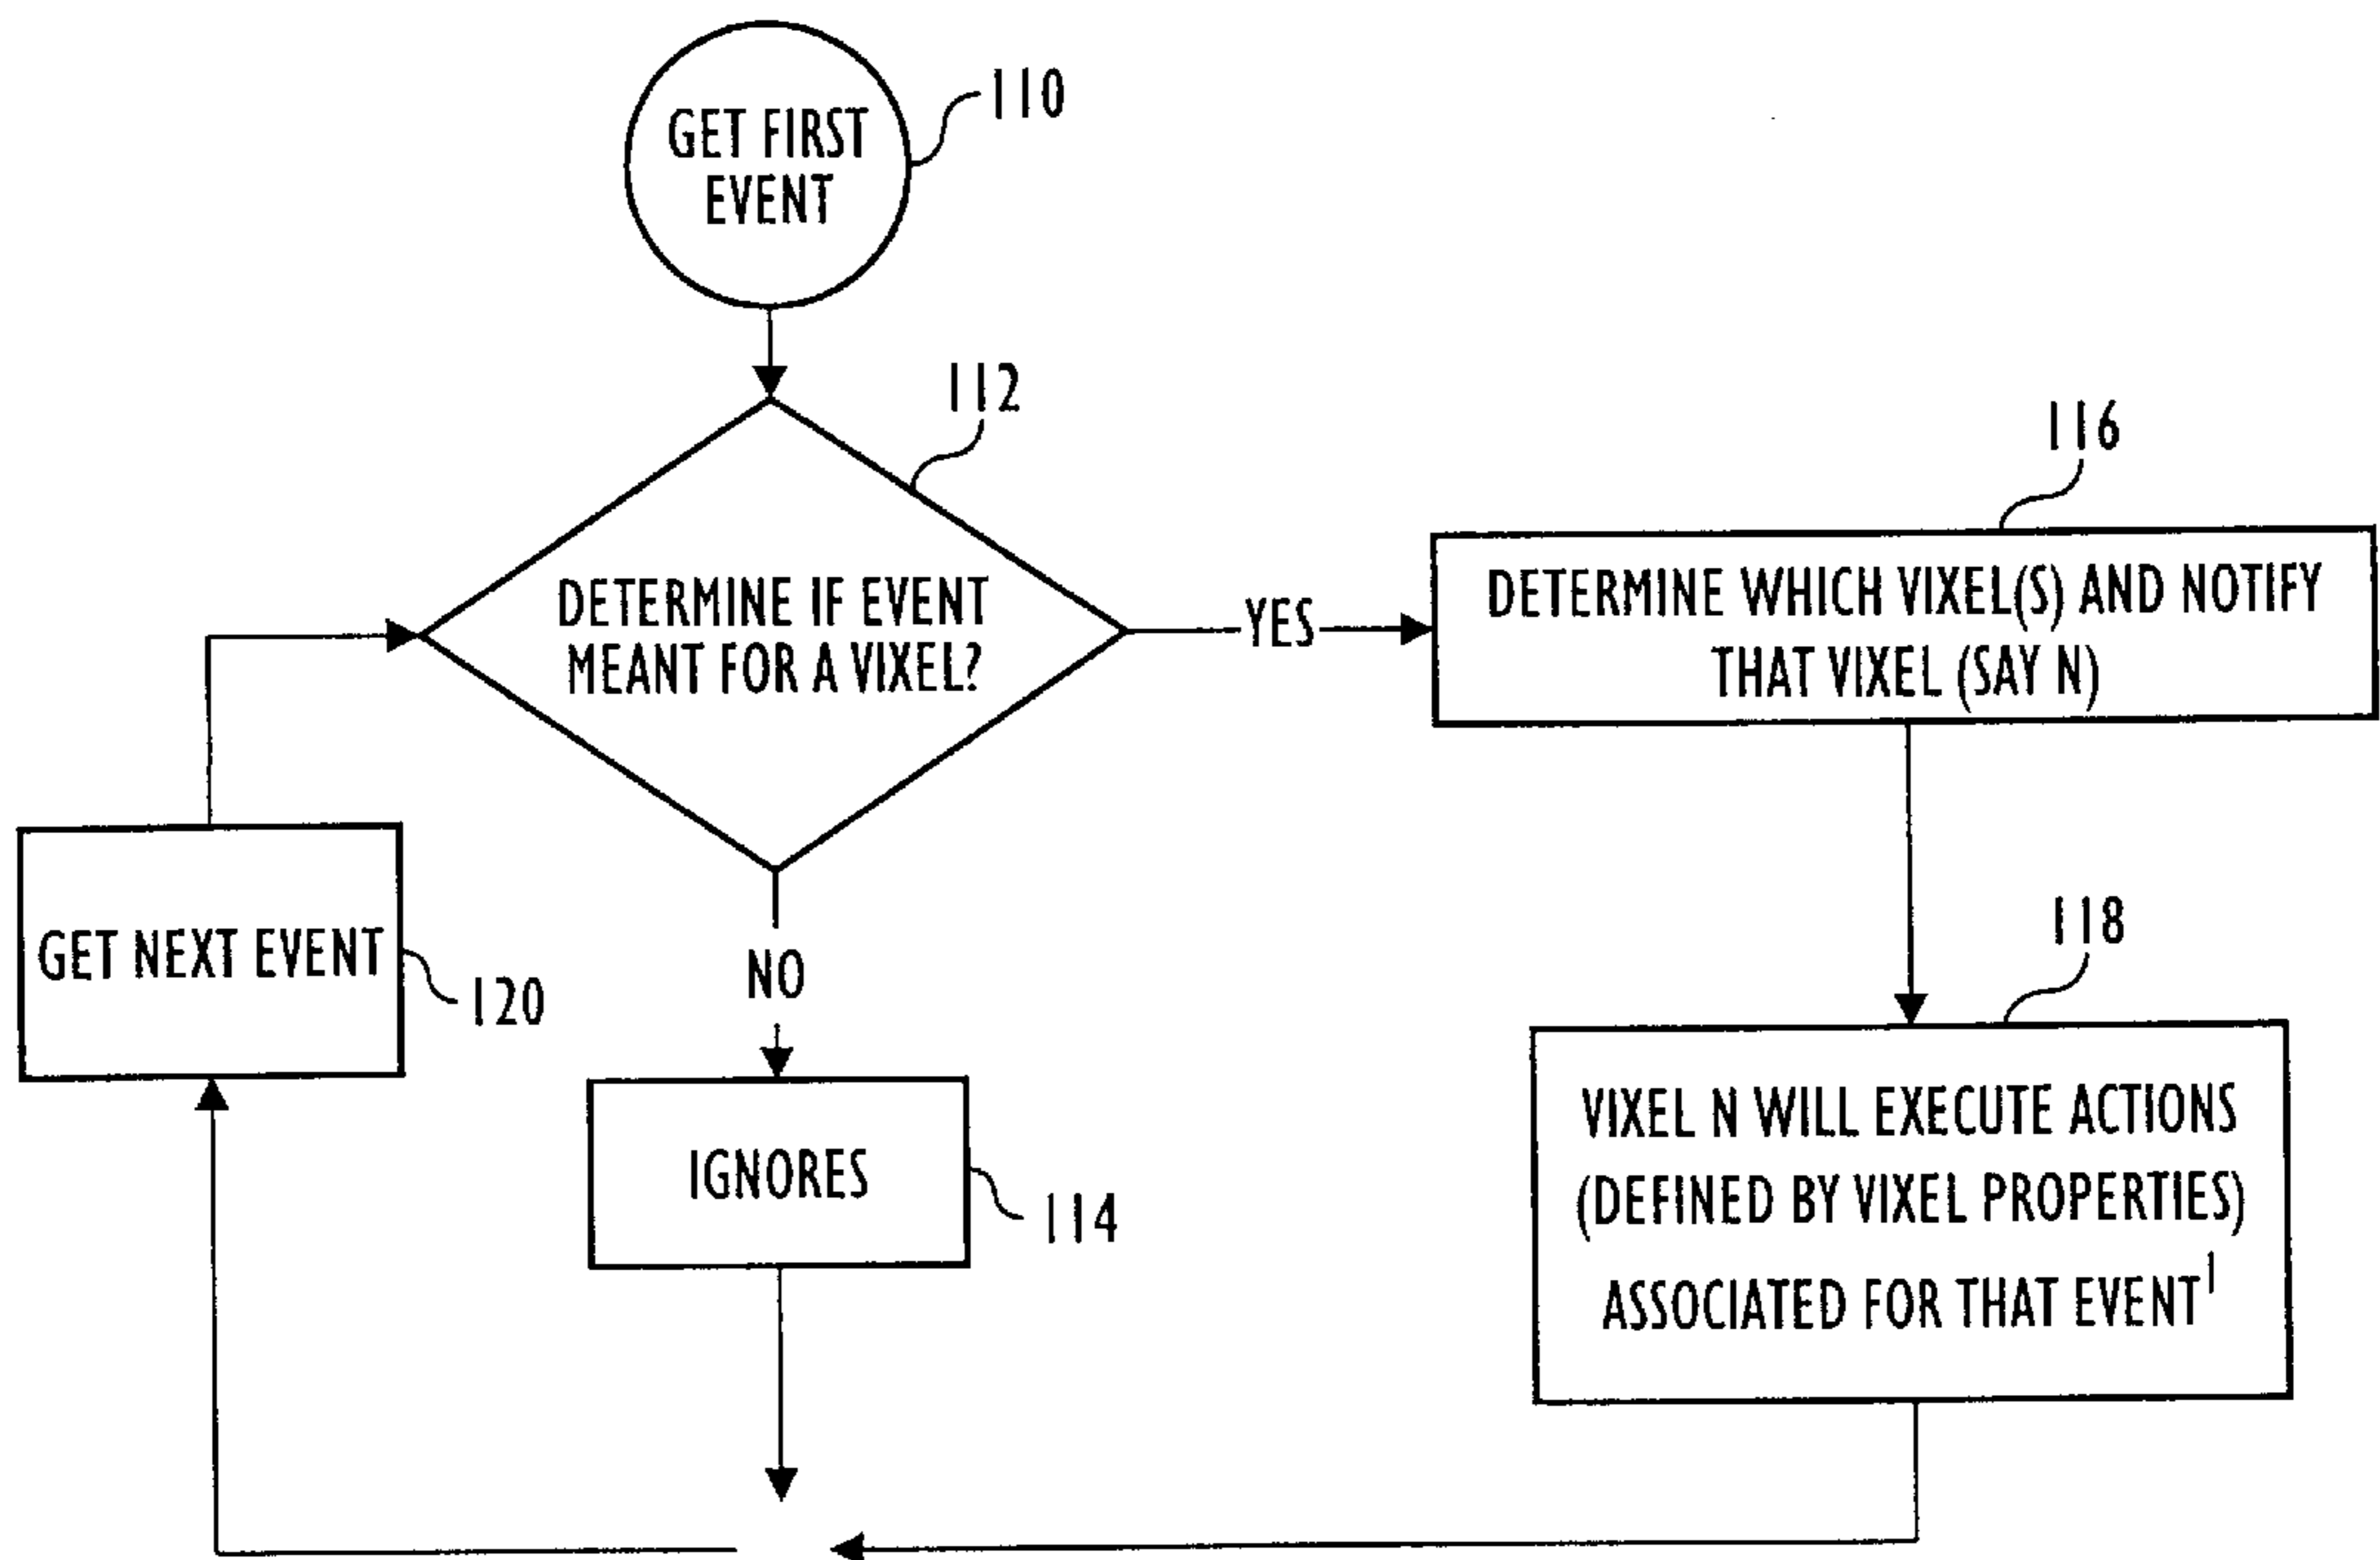 GET FIRST
EVENT
110
112
DETERMINE IF EVENT
MEANT FOR A VIXEL?
YES
116
DETERMINE WHICH VIXEL(S) AND NOTIFY
THAT VIXEL (SAY N)
GET NEXT EVENT
120
NO
118
IGNORES
114
VIXEL N WILL EXECUTE ACTIONS
(DEFINED BY VIXEL PROPERTIES)
ASSOCIATED FOR THAT EVENT¹